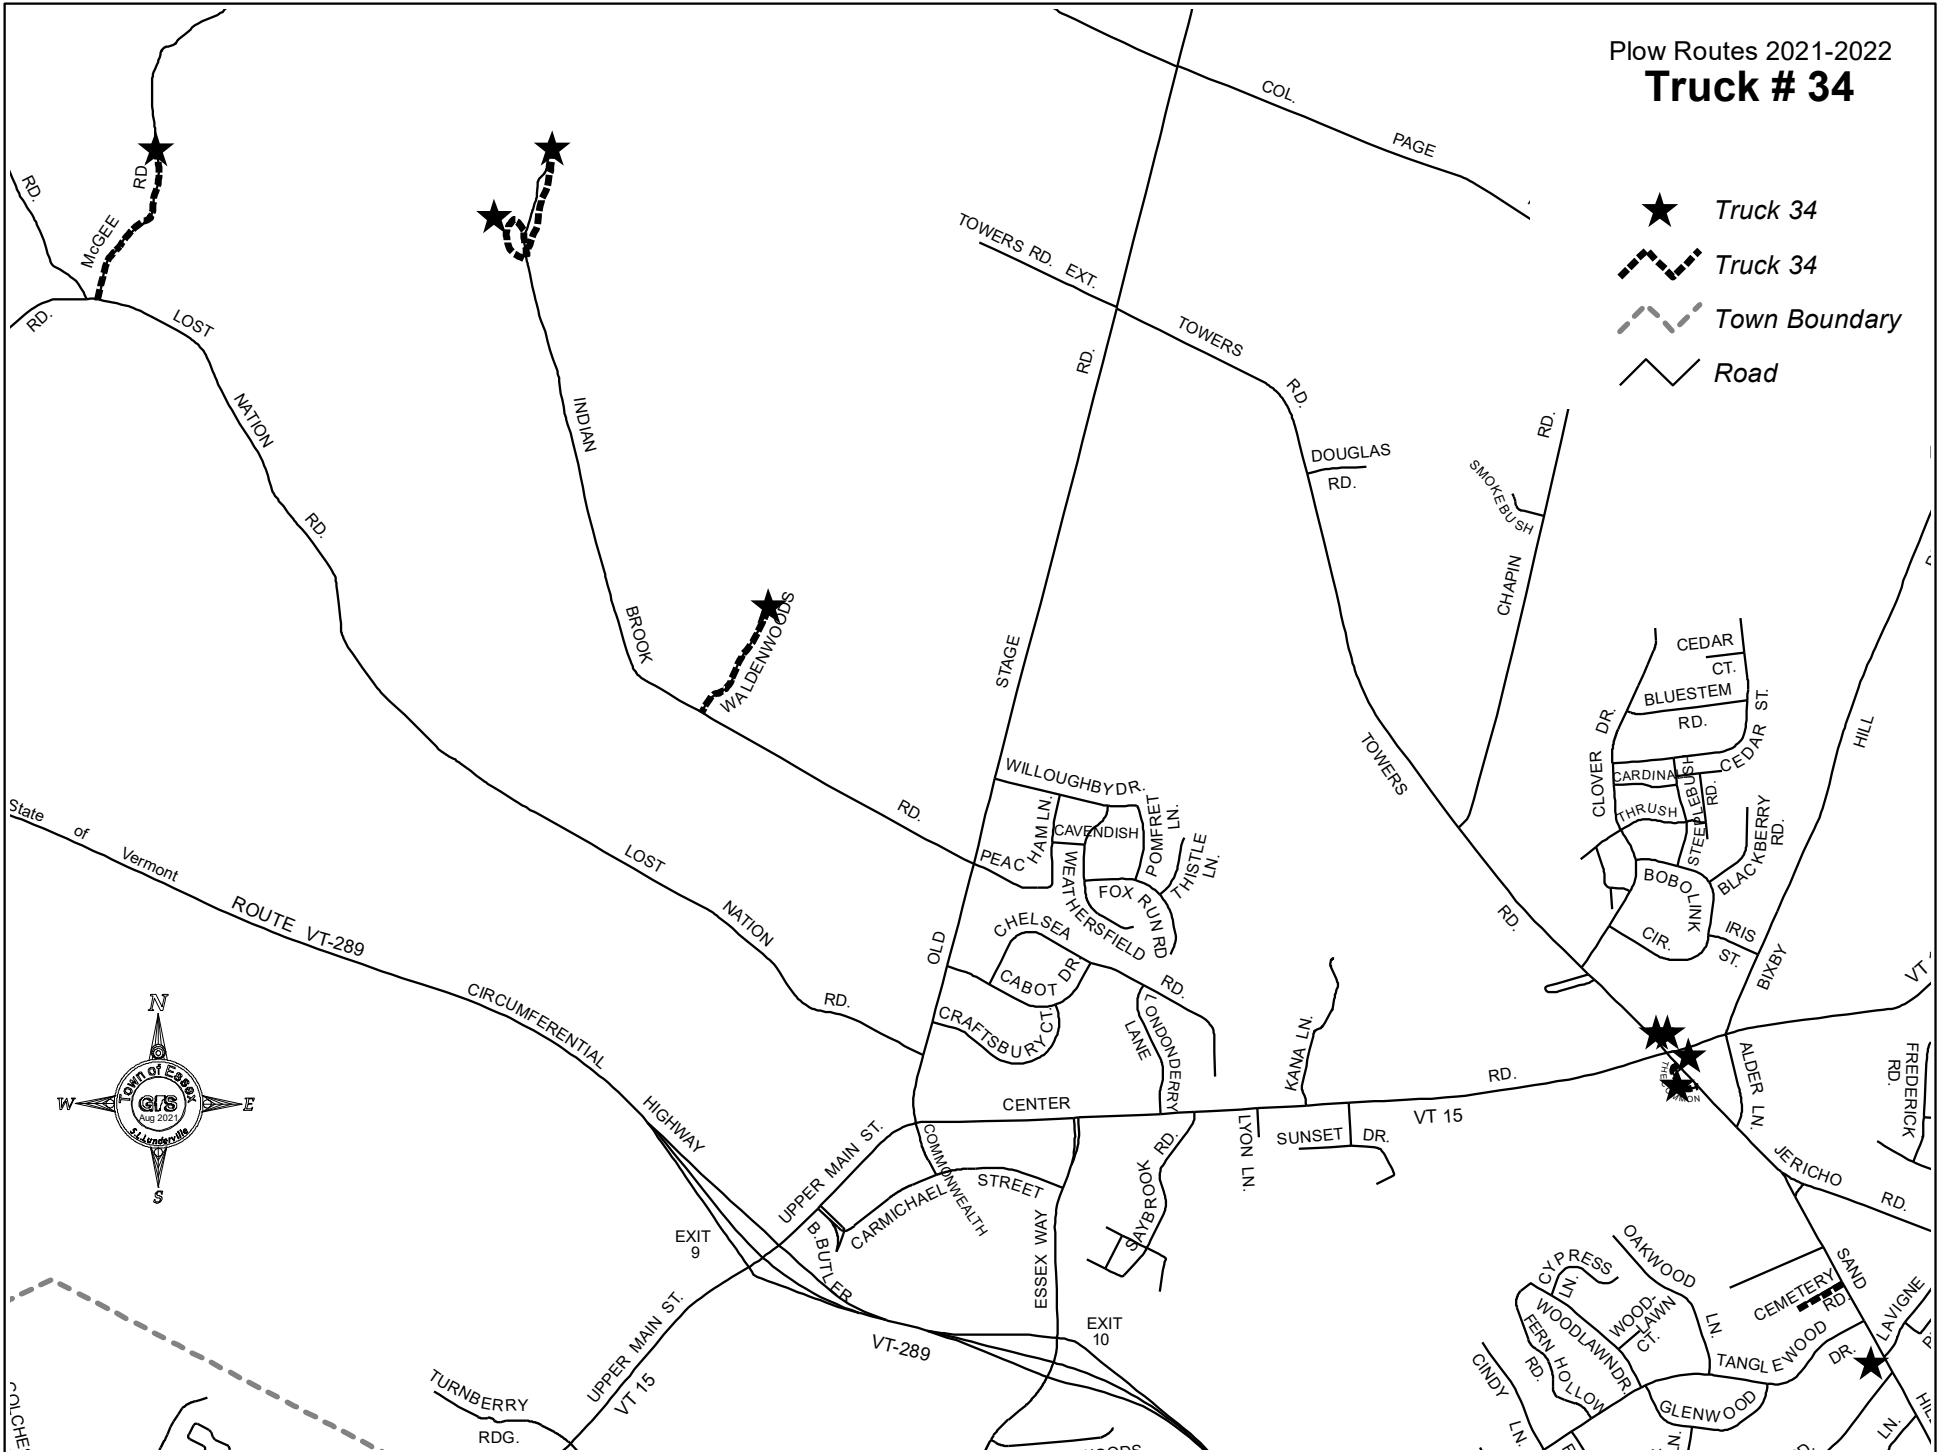 Plow Routes 2021-2022
Truck # 34
Truck 34
Truck 34
Town Boundary
Road
COL.
PAGE
RD.
McGEE
RD.
RD.
LOST
NATION
RD.
INDIAN
BROOK
RD.
WALDENWOODS
TOWERS RD. EXT.
TOWERS
RD.
DOUGLAS
RD.
SMOKEBUSH
CHAPIN
RD.
RD.
STAGE
OLD
TOWERS
RD.
CEDAR
CT.
BLUESTEM
RD.
CEDAR ST.
CLOVER DR.
CARDINAL
STEEPLEBUSH
RD.
THRUSH
BLACKBERRY
RD.
BOBOLINK
CIR.
IRIS
ST.
BIXBY
HILL
WILLOUGHBY DR.
HAM LN.
CAVENDISH
POMFRET
LN.
THISTLE
LN.
PEAC
WEATHERSFIELD
FOX RUN RD
CHELSEA
RD.
CABOT DR.
CRAFTSBURY CT.
LONDONDERRY
LANE
KANA LN.
State of Vermont
ROUTE VT-289
CIRCUMFERENTIAL
HIGHWAY
LOST
NATION
RD.
N
W
E
S
Town of Essex
GIS
Aug 2021
S.L.Lunderville
CENTER
RD.
VT 15
VT
THE COMMON
ALDER LN.
FREDERICK
RD.
UPPER MAIN ST.
COMMONWEALTH
CARMICHAEL
STREET
B.BUTLER
ESSEX WAY
SAYBROOK RD.
LYON LN.
SUNSET DR.
JERICHO
RD.
EXIT
9
EXIT
10
VT-289
UPPER MAIN ST.
VT 15
TURNBERRY
RDG.
CYPRESS
LN.
OAKWOOD
LN.
WOOD-
LAWN
CT.
WOODLAWN DR.
FERN HOLLOW
RD.
CINDY
LN.
CEMETERY
RD.
SAND
LAVIGNE
TANGLEWOOD
DR.
GLENWOOD
LN.